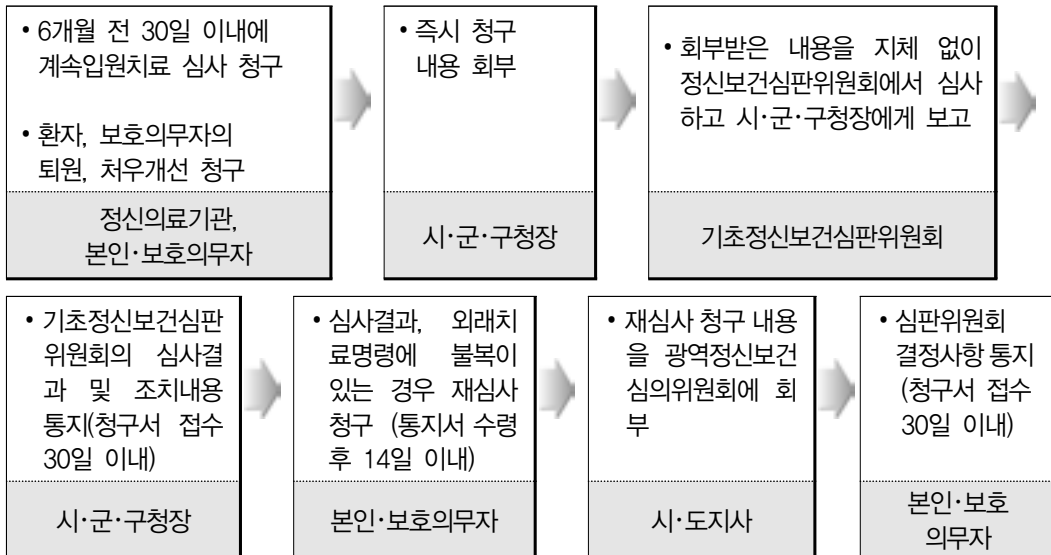 • 6개월 전 30일 이내에
계속입원치료 심사 청구
• 환자, 보호의무자의
퇴원, 처우개선 청구
정신의료기관,
본인·보호의무자
• 즉시 청구
내용 회부
시·군·구청장
• 회부받은 내용을 지체 없이
정신보건심판위원회에서 심사
하고 시·군·구청장에게 보고
기초정신보건심판위원회
• 기초정신보건심판
위원회의 심사결
과 및 조치내용
통지(청구서 접수
30일 이내)
시·군·구청장
• 심사결과, 외래치
료명령에 불복이
있는 경우 재심사
청구 (통지서 수령
후 14일 이내)
본인·보호의무자
• 재심사 청구 내용
을 광역정신보건
심의위원회에 회
부
시·도지사
• 심판위원회
결정사항 통지
(청구서 접수
30일 이내)
본인·보호
의무자